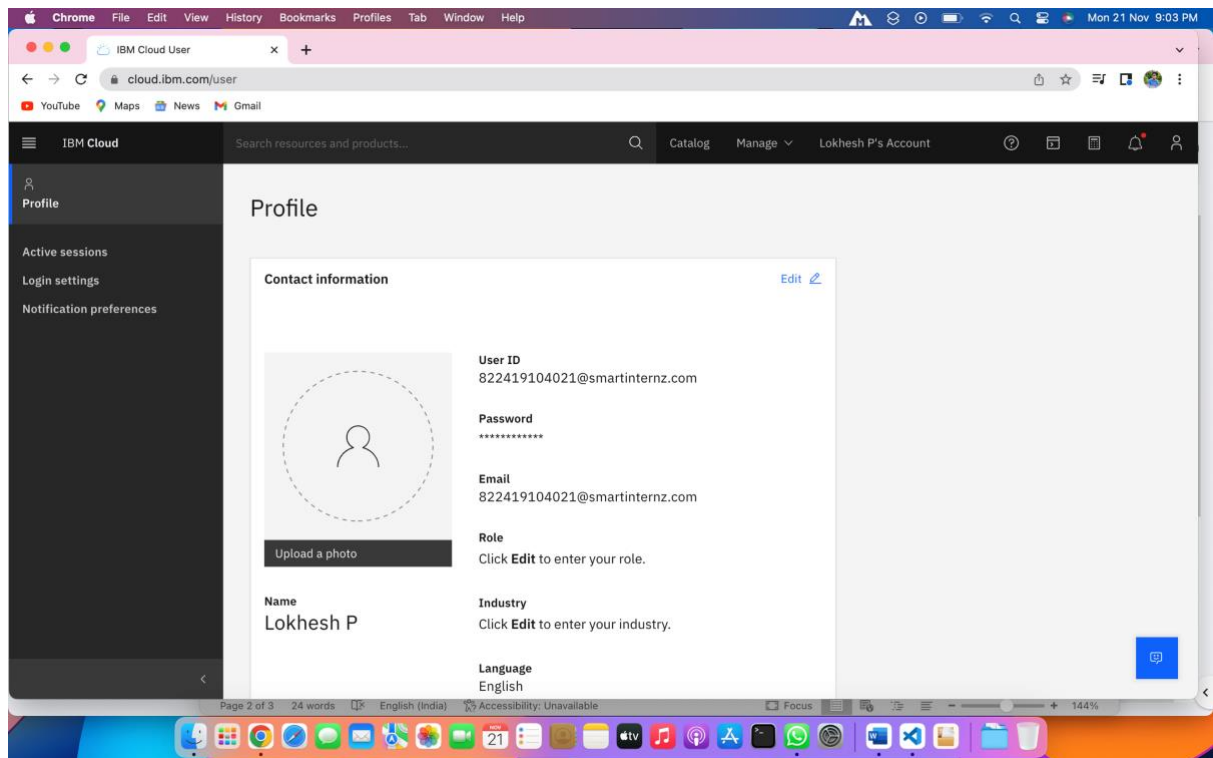 Chrome File Edit View History Bookmarks Profiles Tab Window Help Mon 21 Nov 9:03 PM
IBM Cloud User
cloud.ibm.com/user
YouTube Maps News Gmail
IBM Cloud Search resources and products... Catalog Manage Lokhesh P's Account
Profile
Profile
Active sessions
Login settings
Notification preferences
Contact information Edit
User ID
822419104021@smartinternz.com
Password
************
Email
822419104021@smartinternz.com
Role
Click Edit to enter your role.
Upload a photo
Name
Lokhesh P
Industry
Click Edit to enter your industry.
Language
English
Page 2 of 3 24 words English (India) Accessibility: Unavailable Focus 144%
NOV
21
tv